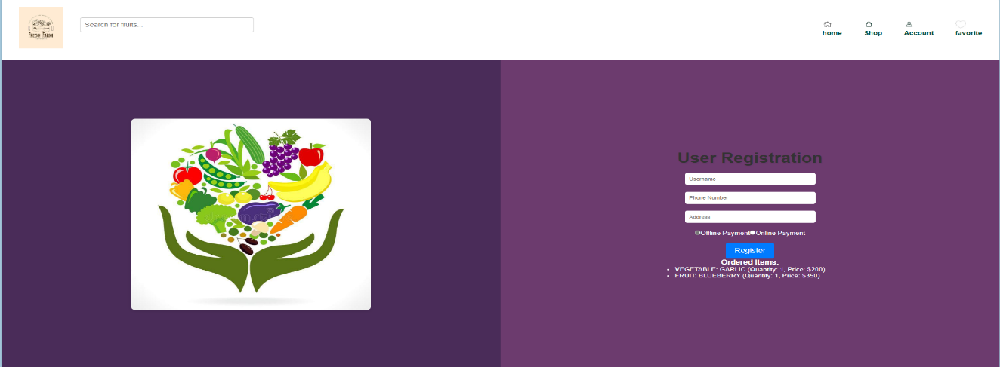 FRESH FARM
Search for fruits...
home
Shop
Account
favorite
User Registration
Username
Phone Number
Address
Offline Payment Online Payment
Register
Ordered Items:
• VEGETABLE: GARLIC (Quantity: 1, Price: $200)
• FRUIT: BLUEBERRY (Quantity: 1, Price: $350)